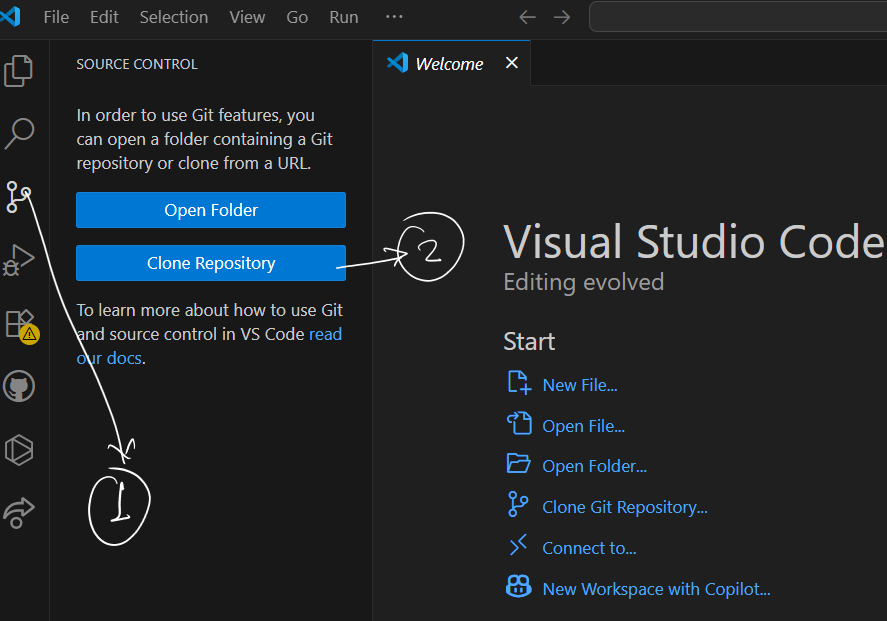 File Edit Selection View Go Run ···
SOURCE CONTROL
Welcome
In order to use Git features, you
can open a folder containing a Git
repository or clone from a URL.
Open Folder
Clone Repository
2
To learn more about how to use Git
and source control in VS Code read
our docs.
1
Visual Studio Code
Editing evolved
Start
New File...
Open File...
Open Folder...
Clone Git Repository...
Connect to...
New Workspace with Copilot...